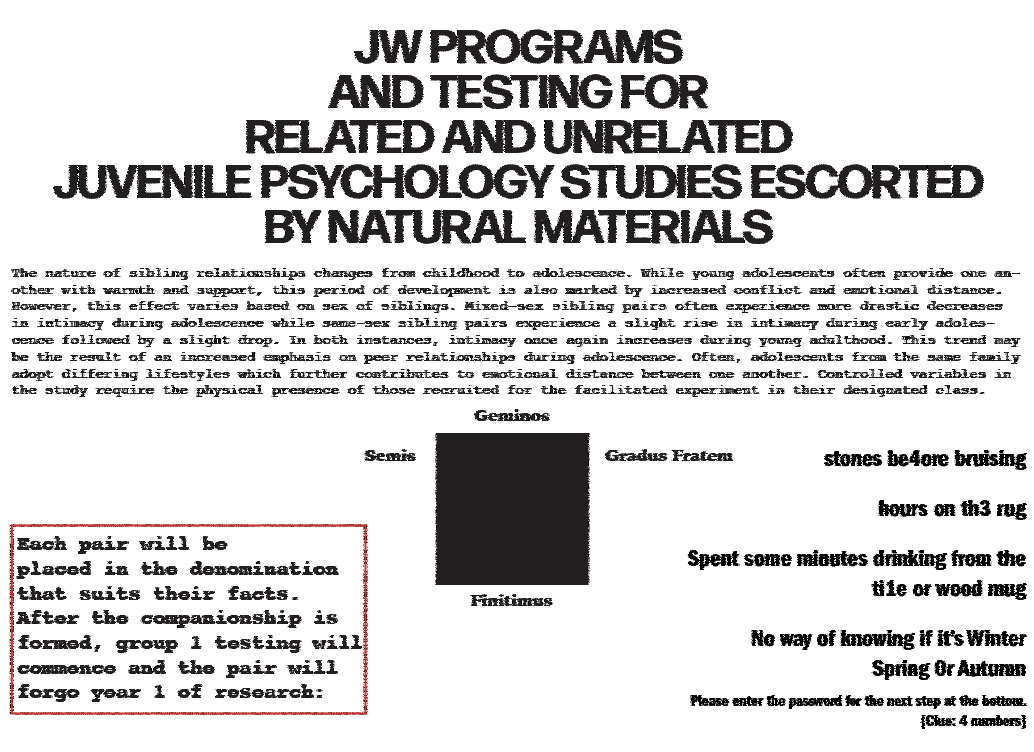 JW PROGRAMS
AND TESTING FOR
RELATED AND UNRELATED
JUVENILE PSYCHOLOGY STUDIES ESCORTED
BY NATURAL MATERIALS
The nature of sibling relationships changes from childhood to adolescence. While young adolescents often provide one an-
other with warmth and support, this period of development is also marked by increased conflict and emotional distance.
However, this effect varies based on sex of siblings. Mixed-sex sibling pairs often experience more drastic decreases
in intimacy during adolescence while same-sex sibling pairs experience a slight rise in intimacy during early adoles-
cence followed by a slight drop. In both instances, intimacy once again increases during young adulthood. This trend may
be the result of an increased emphasis on peer relationships during adolescence. Often, adolescents from the same family
adopt differing lifestyles which further contributes to emotional distance between one another. Controlled variables in
the study require the physical presence of those recruited for the facilitated experiment in their designated class.
Geminos
Semis
Gradus Fratem
Finitimus
Each pair will be
placed in the denomination
that suits their facts.
After the companionship is
formed, group 1 testing will
commence and the pair will
forgo year 1 of research:
stones be4ore bruising
hours on th3 rug
Spent some minutes drinking from the
ti1e or wood mug
No way of knowing if it's Winter
Spring 0r Autumn
Please enter the password for the next step at the bottom.
[Clue: 4 numbers]